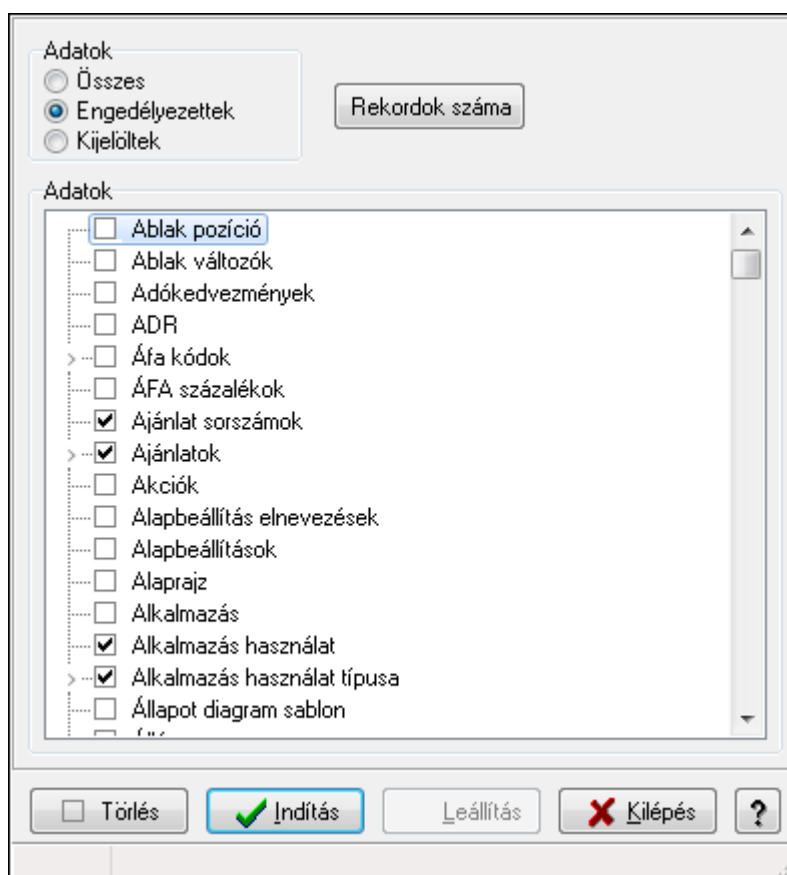 Adatok
Összes
Engedélyezettek
Kijelöltek
Rekordok száma
Adatok
Ablak pozíció
Ablak változók
Adókedvezmények
ADR
Áfa kódok
ÁFA százalékok
Ajánlat sorszámok
Ajánlatok
Akciók
Alapbeállítás elnevezések
Alapbeállítások
Alaprajz
Alkalmazás
Alkalmazás használat
Alkalmazás használat típusa
Állapot diagram sablon
Törlés
Indítás
Leállítás
Kilépés
?